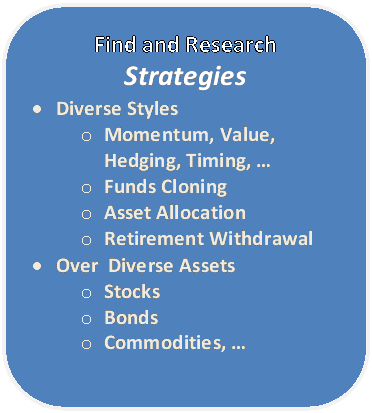 Find and Research
Strategies
• Diverse Styles
o Momentum, Value,
Hedging, Timing, …
o Funds Cloning
o Asset Allocation
o Retirement Withdrawal
• Over Diverse Assets
o Stocks
o Bonds
o Commodities, …